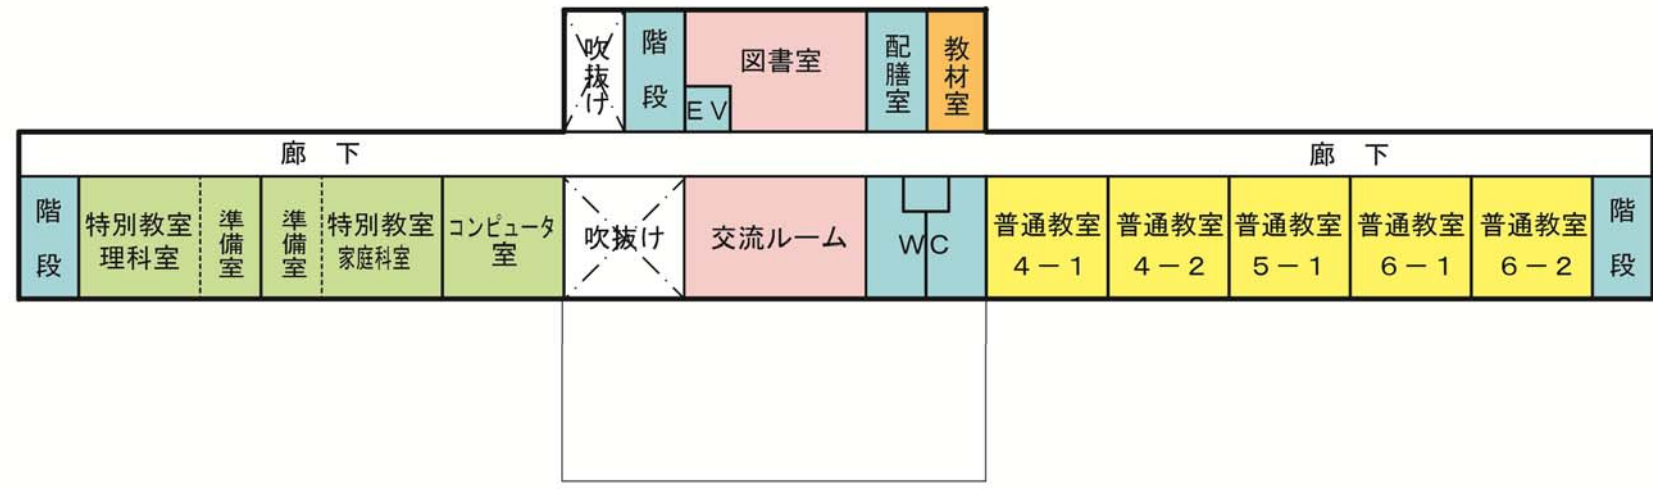 吹抜け
階段
図書室
EV
配膳室
教材室
廊下
廊下
階段
特別教室
理科室
準備室
準備室
特別教室
家庭科室
コンピュータ
室
吹抜け
交流ルーム
WC
普通教室
4-1
普通教室
4-2
普通教室
5-1
普通教室
6-1
普通教室
6-2
階段